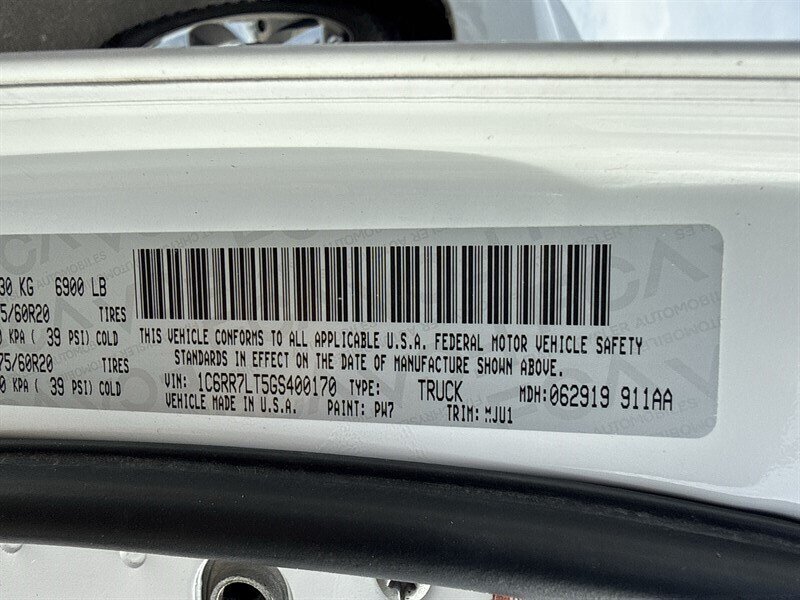 30 KG 6900 LB
5/60R20 TIRES
KPA ( 39 PSI) COLD
75/60R20 TIRES
0 KPA ( 39 PSI) COLD
THIS VEHICLE CONFORMS TO ALL APPLICABLE U.S.A. FEDERAL MOTOR VEHICLE SAFETY
STANDARDS IN EFFECT ON THE DATE OF MANUFACTURE SHOWN ABOVE.
VIN: 1C6RR7LT5GS400170 TYPE: TRUCK MDH:062919 911AA
VEHICLE MADE IN U.S.A. PAINT: PW7 TRIM:MJU1